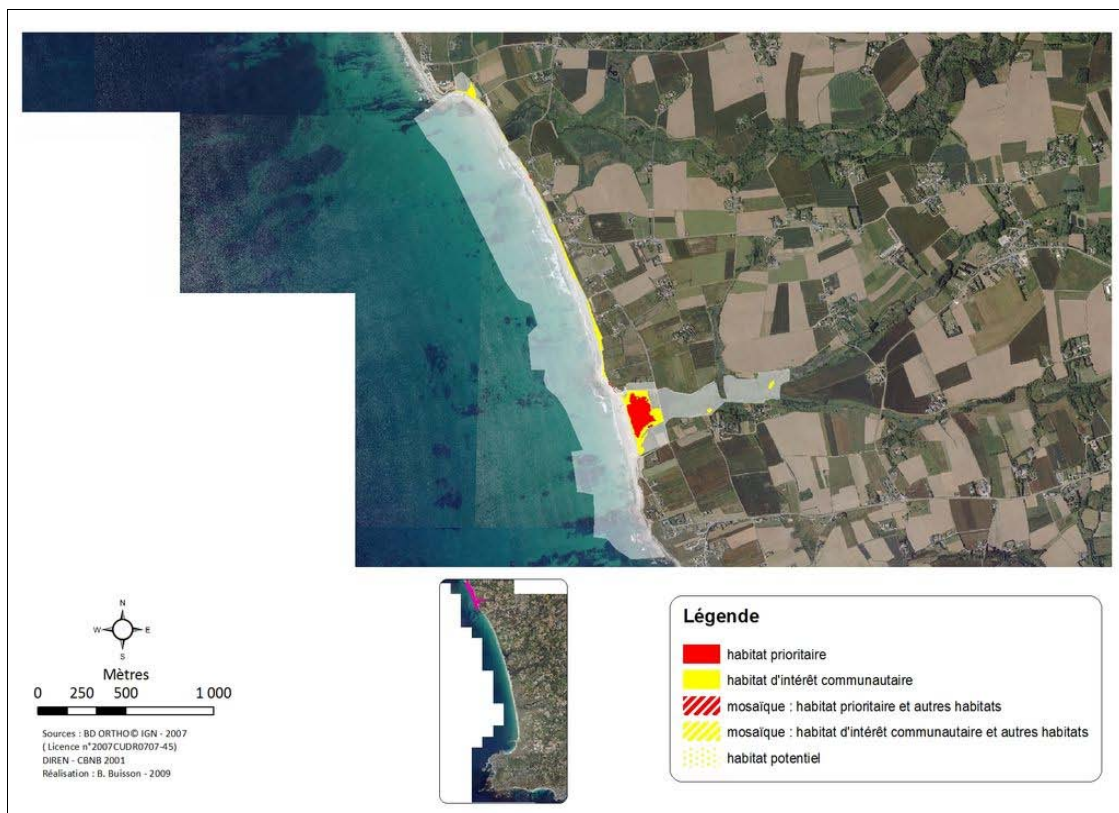 N
W
E
S
Mètres
0 250 500 1 000
Sources : BD ORTHO© IGN - 2007
( Licence n°2007CUDR0707-45)
DIREN - CBNB 2001
Réalisation : B. Buisson - 2009
Légende
habitat prioritaire
habitat d'intérêt communautaire
mosaïque : habitat prioritaire et autres habitats
mosaïque : habitat d'intérêt communautaire et autres habitats
habitat potentiel